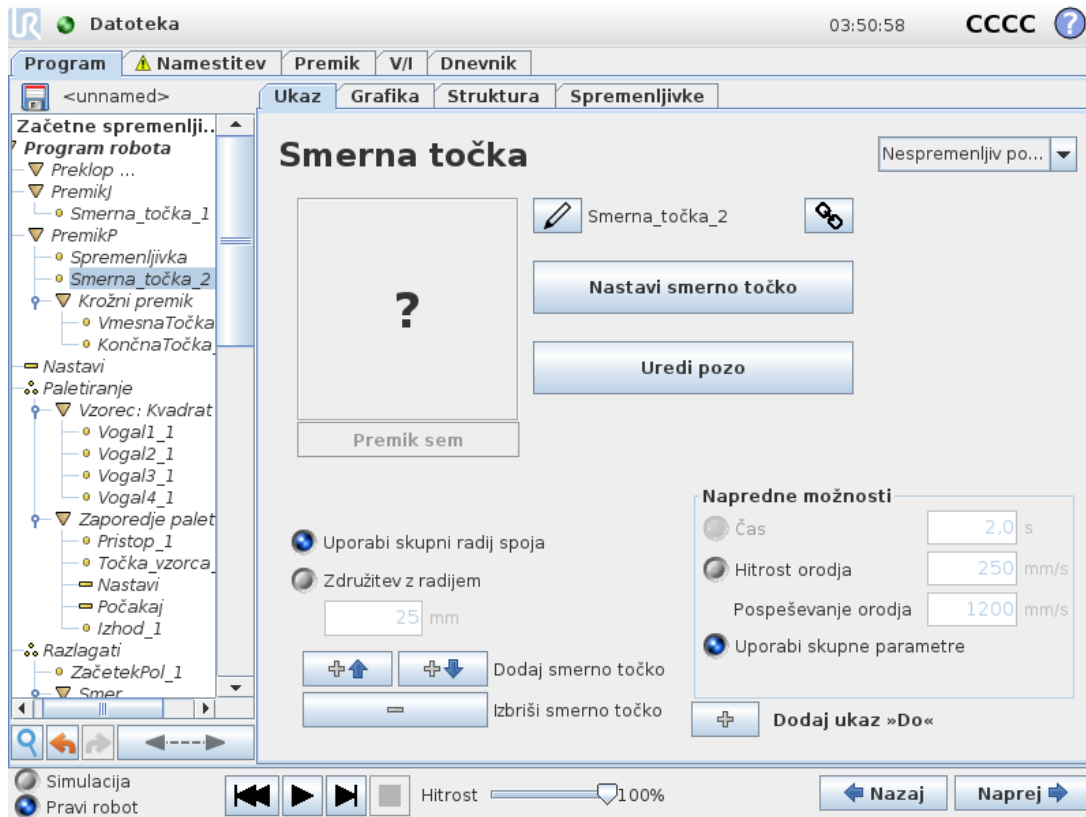 UR Datoteka 03:50:58 CCCC ?
Program Namestitev Premik V/I Dnevnik
<unnamed>
Ukaz Grafika Struktura Spremenljivke
Začetne spremenlji..
Program robota
Preklop ...
PremikJ
Smerna_točka_1
PremikP
Spremenljivka
Smerna_točka_2
Krožni premik
VmesnaTočka
KončnaTočka_
Nastavi
Paletiranje
Vzorec: Kvadrat
Vogal1_1
Vogal2_1
Vogal3_1
Vogal4_1
Zaporedje palet
Pristop_1
Točka_vzorca_
Nastavi
Počakaj
Izhod_1
Razlagati
ZačetekPol_1
Smer
Smerna točka
Nespremenljiv po...
?
Premik sem
Smerna_točka_2
Nastavi smerno točko
Uredi pozo
Uporabi skupni radij spoja
Združitev z radijem
25 mm
Dodaj smerno točko
Izbriši smerno točko
Napredne možnosti
Čas 2,0 s
Hitrost orodja 250 mm/s
Pospeševanje orodja 1200 mm/s
Uporabi skupne parametre
Dodaj ukaz »Do«
Simulacija
Pravi robot
Hitrost 100%
Nazaj Naprej